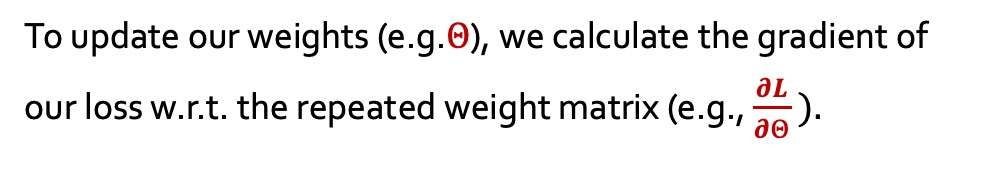 To update our weights (e.g.Θ), we calculate the gradient of
our loss w.r.t. the repeated weight matrix (e.g., ∂L/∂Θ).